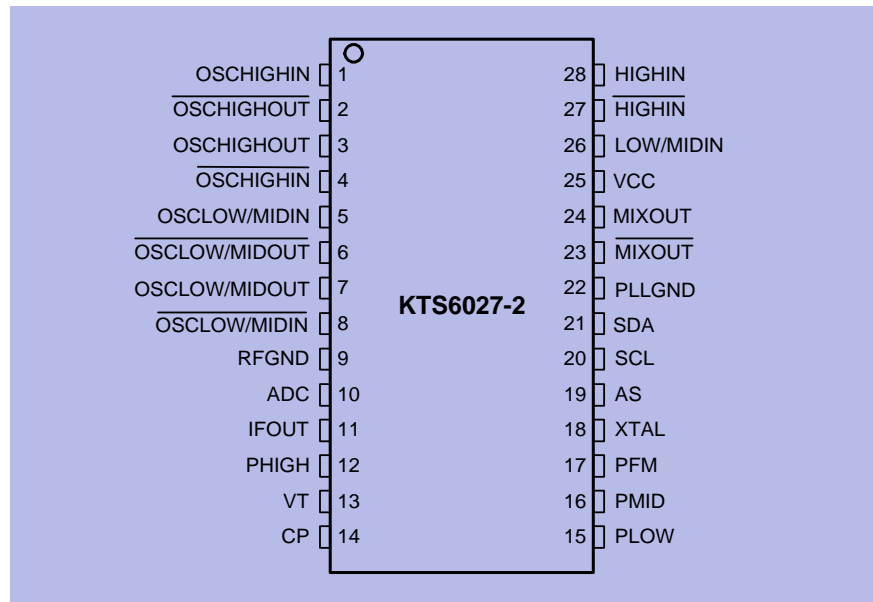 OSCHIGHIN 1 28 HIGHIN
OSCHIGHOUT 2 27 HIGHIN
OSCHIGHOUT 3 26 LOW/MIDIN
OSCHIGHIN 4 25 VCC
OSCLOW/MIDIN 5 24 MIXOUT
OSCLOW/MIDOUT 6 23 MIXOUT
OSCLOW/MIDOUT 7 22 PLLGND
KTS6027-2
OSCLOW/MIDIN 8 21 SDA
RFGND 9 20 SCL
ADC 10 19 AS
IFOUT 11 18 XTAL
PHIGH 12 17 PFM
VT 13 16 PMID
CP 14 15 PLOW